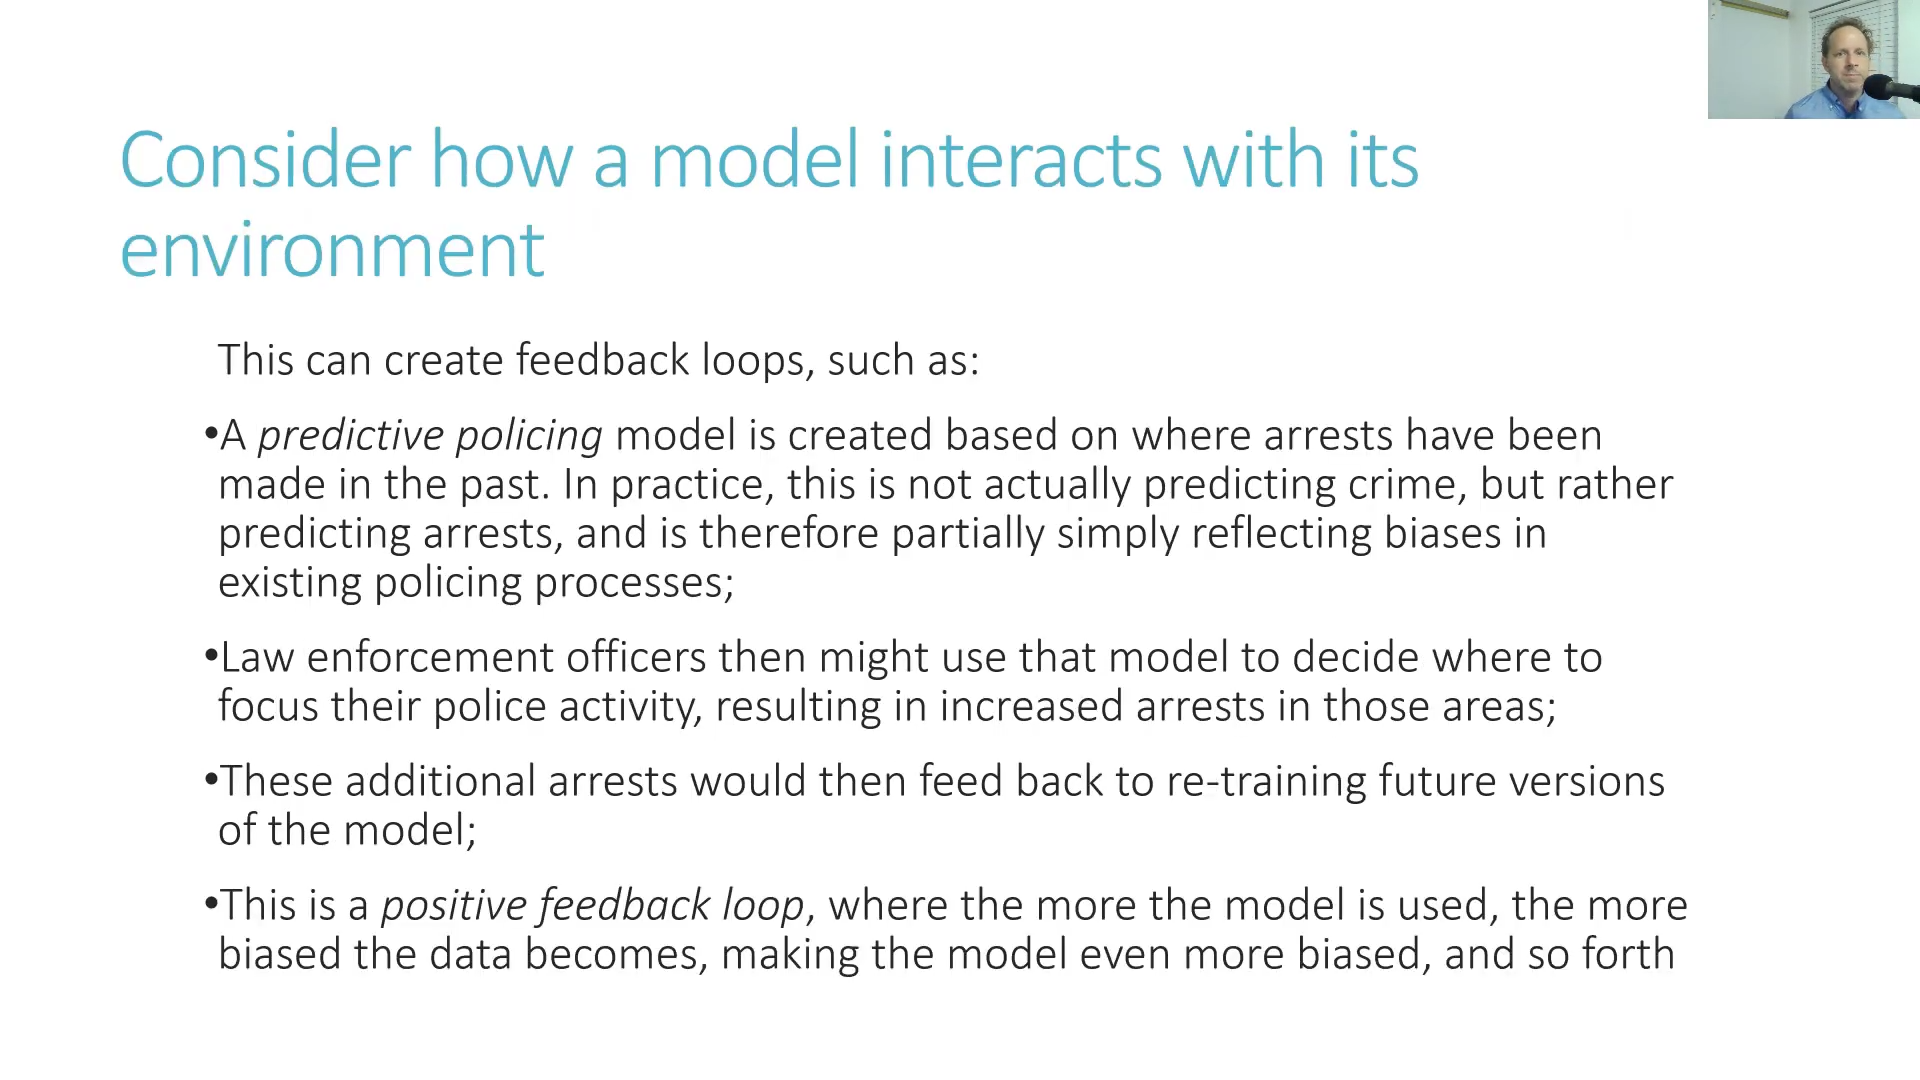 Consider how a model interacts with its
environment
This can create feedback loops, such as:
•A predictive policing model is created based on where arrests have been
made in the past. In practice, this is not actually predicting crime, but rather
predicting arrests, and is therefore partially simply reflecting biases in
existing policing processes;
•Law enforcement officers then might use that model to decide where to
focus their police activity, resulting in increased arrests in those areas;
•These additional arrests would then feed back to re-training future versions
of the model;
•This is a positive feedback loop, where the more the model is used, the more
biased the data becomes, making the model even more biased, and so forth